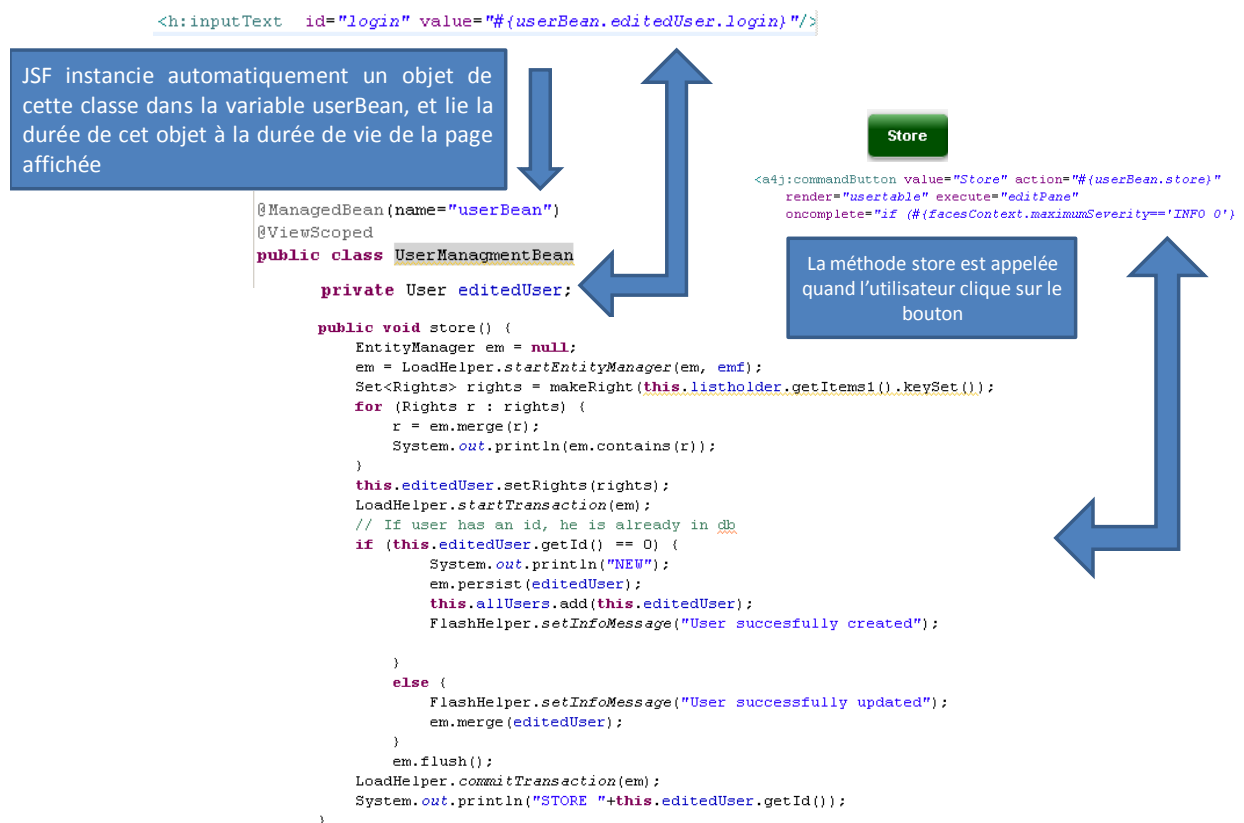 <h:inputText  id="login" value="#{userBean.editedUser.login}"/>
JSF instancie automatiquement un objet de
cette classe dans la variable userBean, et lie la
durée de cet objet à la durée de vie de la page
affichée
Store
<a4j:commandButton value="Store" action="#{userBean.store}"
render="usertable" execute="editPane"
oncomplete="if (#{facesContext.maximumSeverity=='INFO 0'}
@ManagedBean(name="userBean")
@ViewScoped
public class UserManagmentBean
private User editedUser;
La méthode store est appelée
quand l'utilisateur clique sur le
bouton
public void store() {
EntityManager em = null;
em = LoadHelper.startEntityManager(em, emf);
Set<Rights> rights = makeRight(this.listholder.getItems1().keySet());
for (Rights r : rights) {
r = em.merge(r);
System.out.println(em.contains(r));
}
this.editedUser.setRights(rights);
LoadHelper.startTransaction(em);
// If user has an id, he is already in db
if (this.editedUser.getId() == 0) {
System.out.println("NEW");
em.persist(editedUser);
this.allUsers.add(this.editedUser);
FlashHelper.setInfoMessage("User succesfully created");
}
else {
FlashHelper.setInfoMessage("User successfully updated");
em.merge(editedUser);
}
em.flush();
LoadHelper.commitTransaction(em);
System.out.println("STORE "+this.editedUser.getId());
}